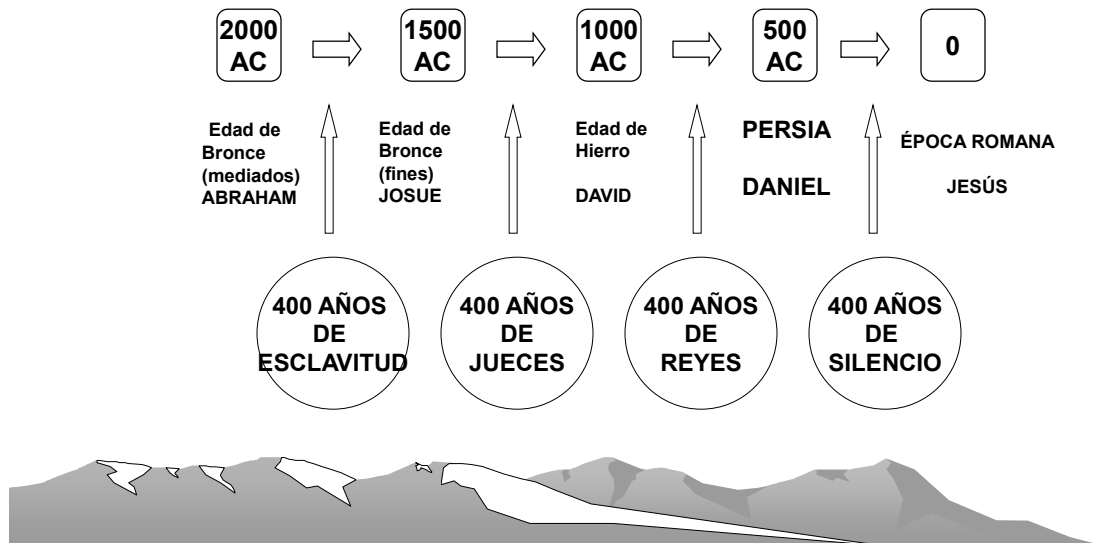 2000
AC
1500
AC
1000
AC
500
AC
0
Edad de
Bronce
(mediados)
ABRAHAM
Edad de
Bronce
(fines)
JOSUE
Edad de
Hierro
DAVID
PERSIA
DANIEL
ÉPOCA ROMANA
JESÚS
400 AÑOS
DE
ESCLAVITUD
400 AÑOS
DE
JUECES
400 AÑOS
DE
REYES
400 AÑOS
DE
SILENCIO